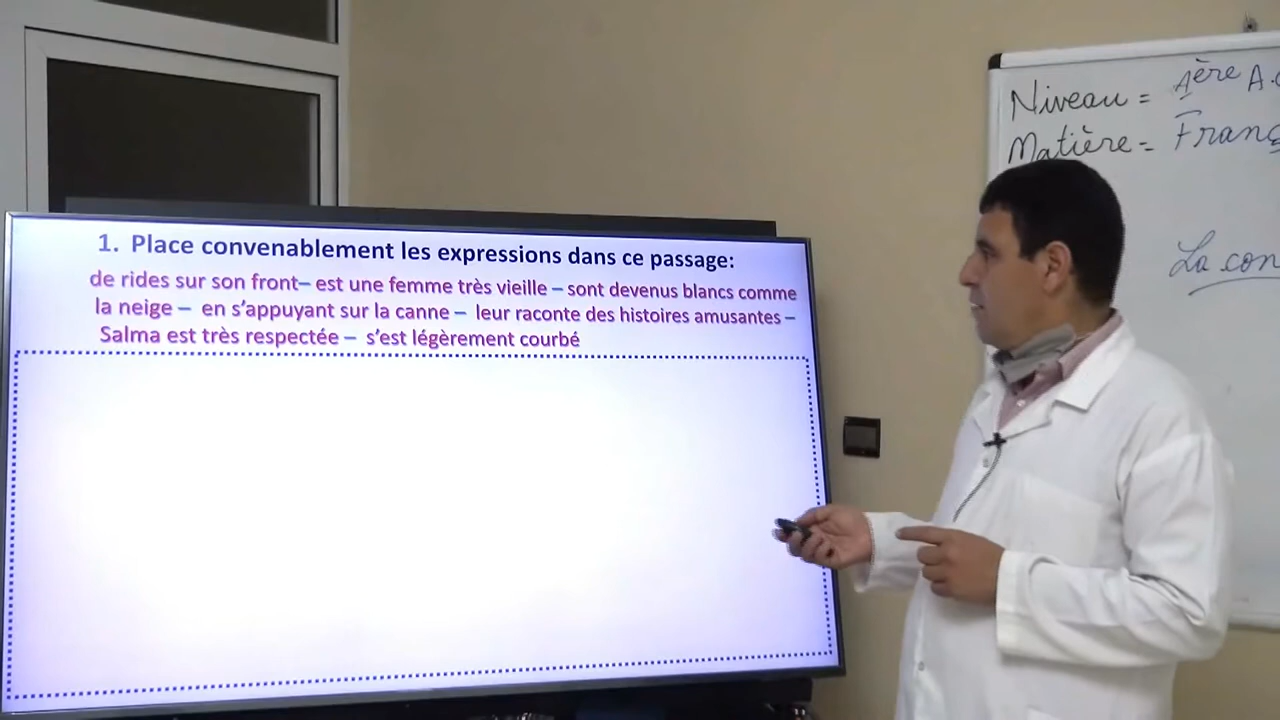 1. Place convenablement les expressions dans ce passage:
de rides sur son front– est une femme très vieille – sont devenus blancs comme
la neige – en s'appuyant sur la canne – leur raconte des histoires amusantes –
Salma est très respectée – s'est légèrement courbé
Niveau = 1ère A.
Matière = Franç
La con